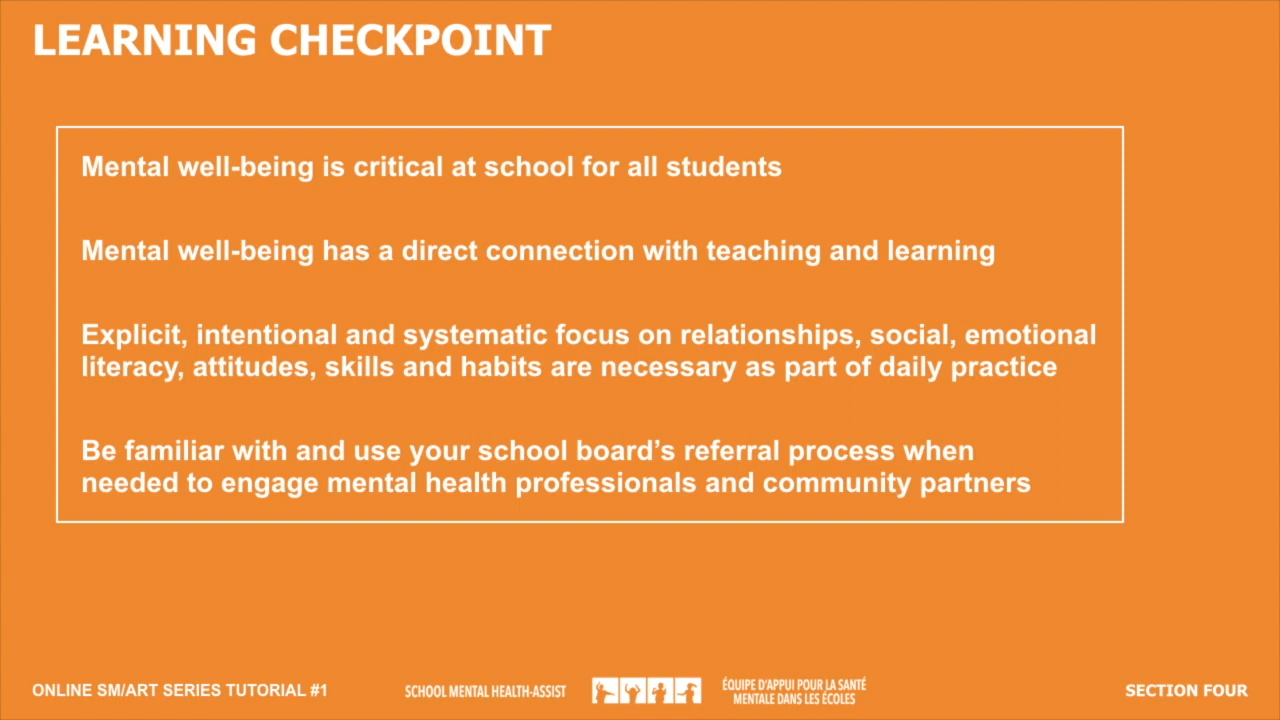 LEARNING CHECKPOINT
Mental well-being is critical at school for all students
Mental well-being has a direct connection with teaching and learning
Explicit, intentional and systematic focus on relationships, social, emotional
literacy, attitudes, skills and habits are necessary as part of daily practice
Be familiar with and use your school board’s referral process when
needed to engage mental health professionals and community partners
ONLINE SM/ART SERIES TUTORIAL #1
SCHOOL MENTAL HEALTH-ASSIST
ÉQUIPE D'APPUI POUR LA SANTÉ
MENTALE DANS LES ÉCOLES
SECTION FOUR